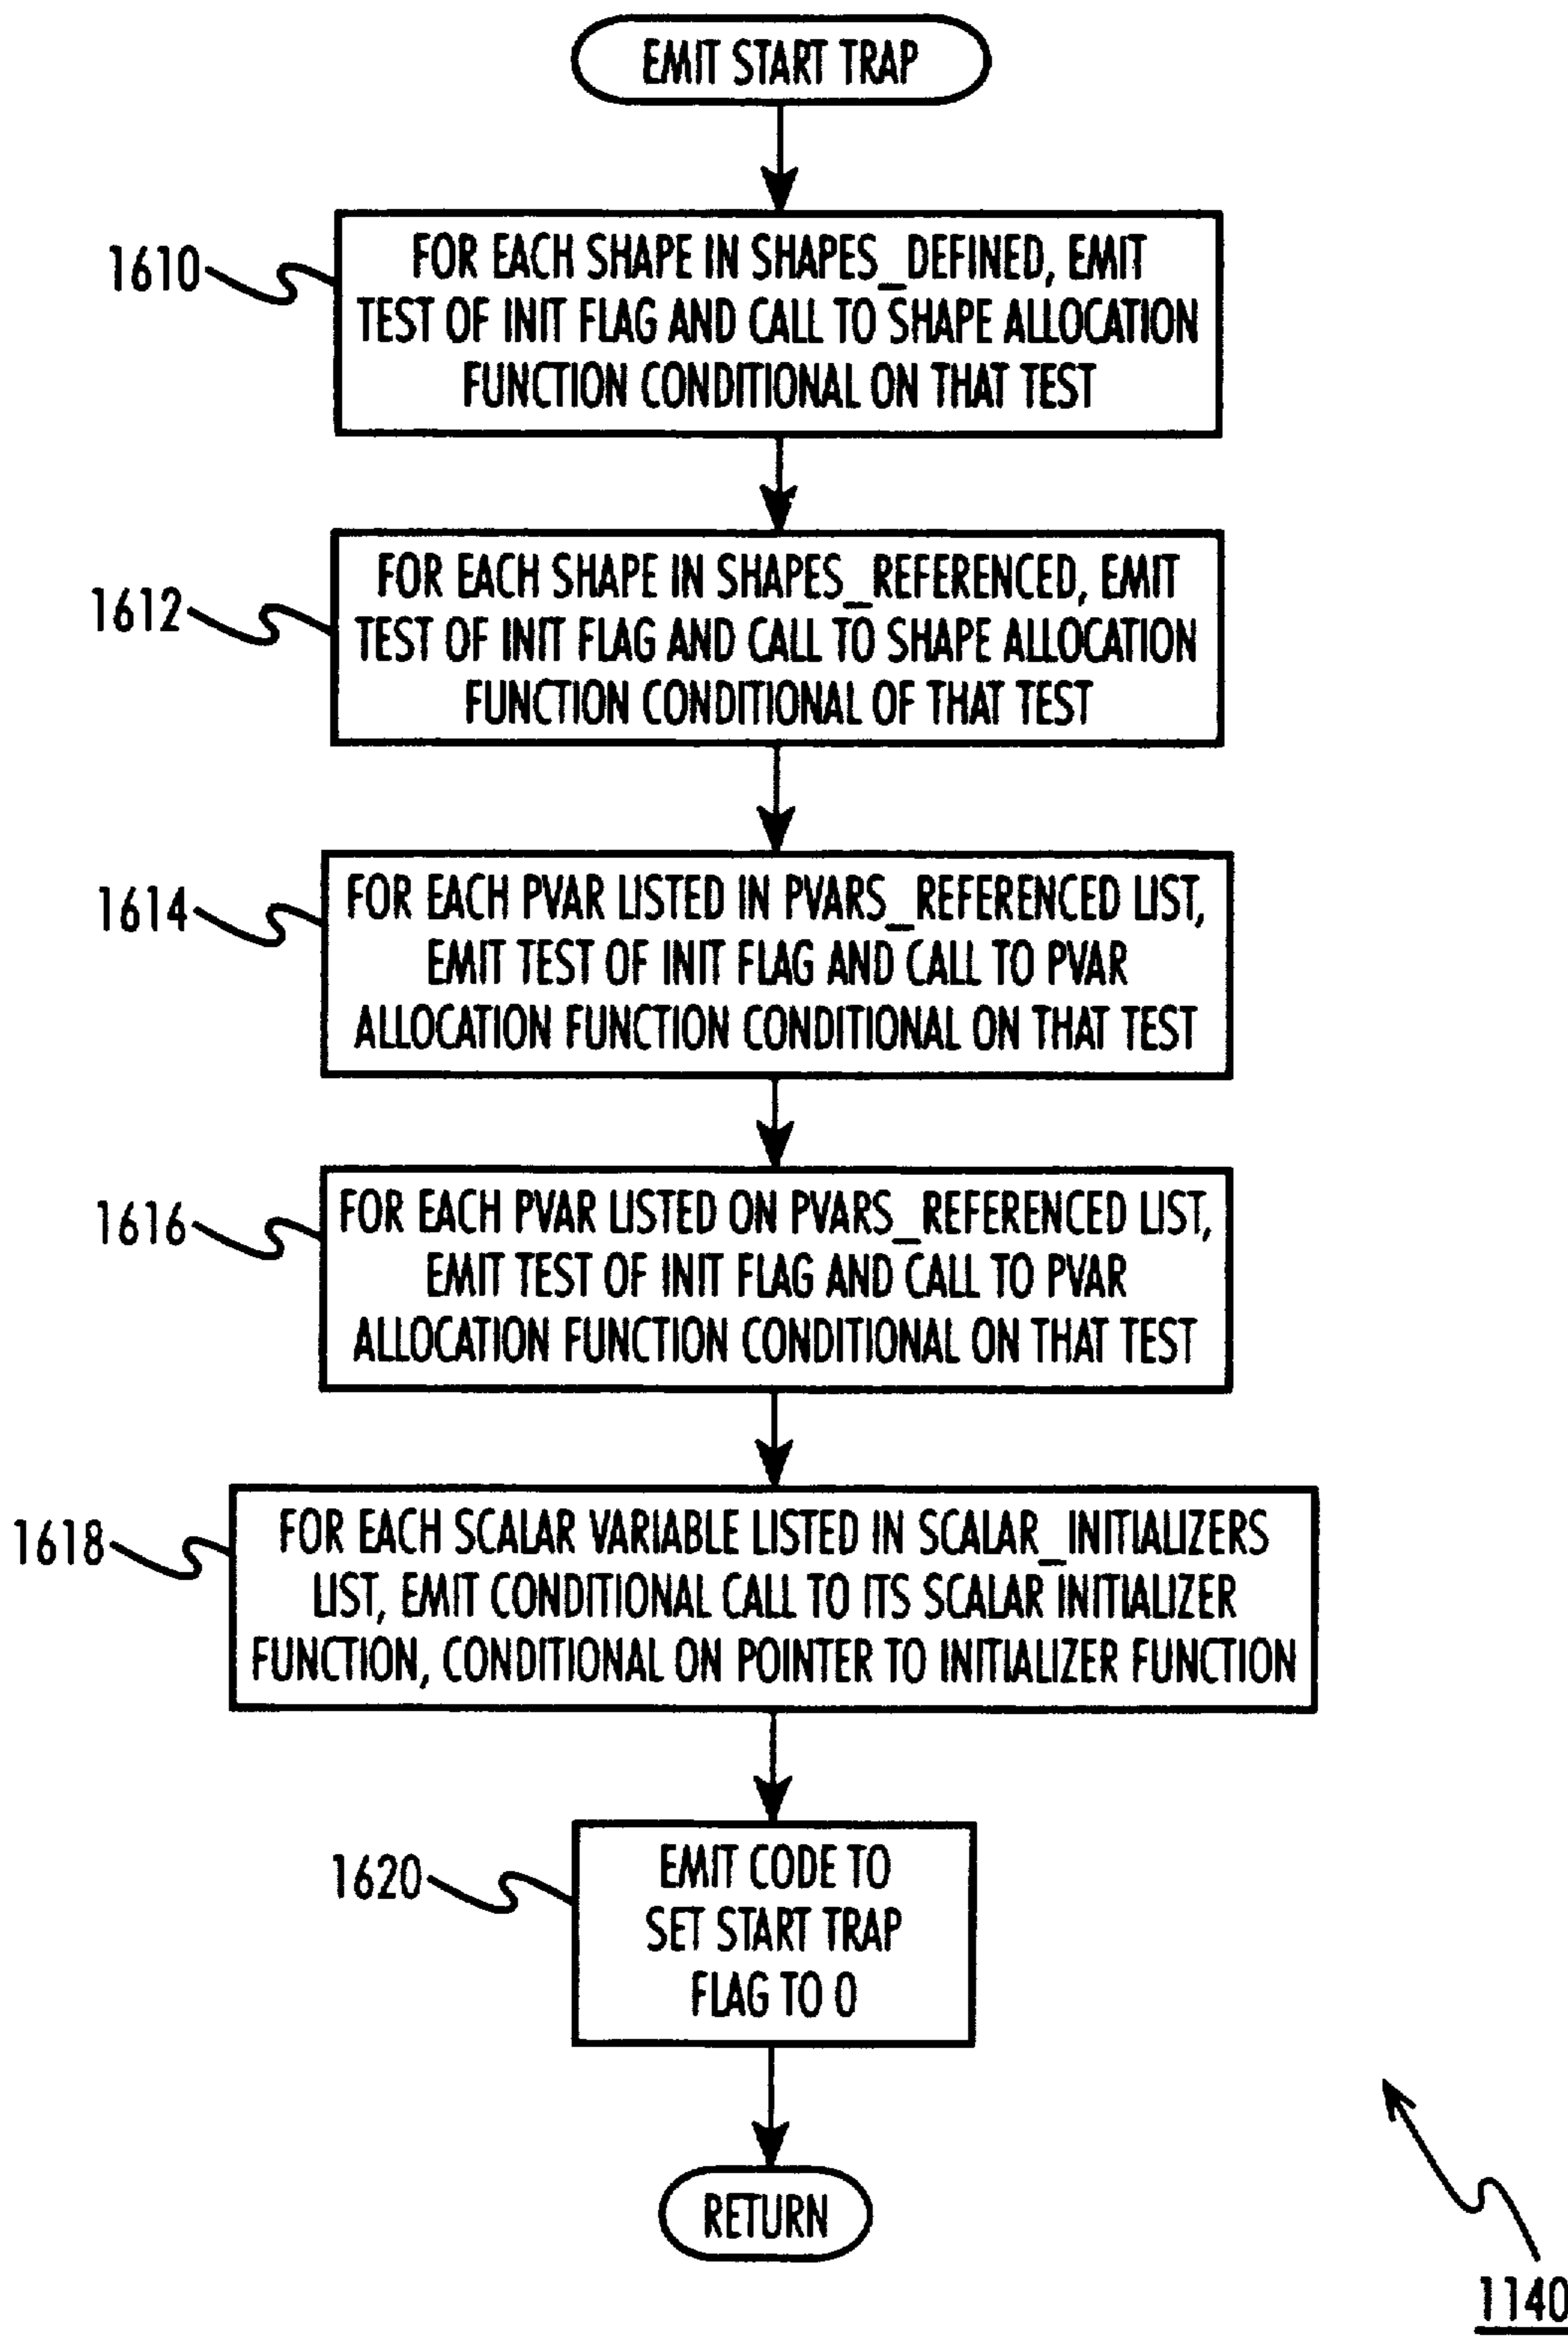 EMIT START TRAP
1610
FOR EACH SHAPE IN SHAPES_DEFINED, EMIT
TEST OF INIT FLAG AND CALL TO SHAPE ALLOCATION
FUNCTION CONDITIONAL ON THAT TEST
1612
FOR EACH SHAPE IN SHAPES_REFERENCED, EMIT
TEST OF INIT FLAG AND CALL TO SHAPE ALLOCATION
FUNCTION CONDITIONAL OF THAT TEST
1614
FOR EACH PVAR LISTED IN PVARS_REFERENCED LIST,
EMIT TEST OF INIT FLAG AND CALL TO PVAR
ALLOCATION FUNCTION CONDITIONAL ON THAT TEST
1616
FOR EACH PVAR LISTED ON PVARS_REFERENCED LIST,
EMIT TEST OF INIT FLAG AND CALL TO PVAR
ALLOCATION FUNCTION CONDITIONAL ON THAT TEST
1618
FOR EACH SCALAR VARIABLE LISTED IN SCALAR_INITIALIZERS
LIST, EMIT CONDITIONAL CALL TO ITS SCALAR INITIALIZER
FUNCTION, CONDITIONAL ON POINTER TO INITIALIZER FUNCTION
1620
EMIT CODE TO
SET START TRAP
FLAG TO 0
RETURN
1140